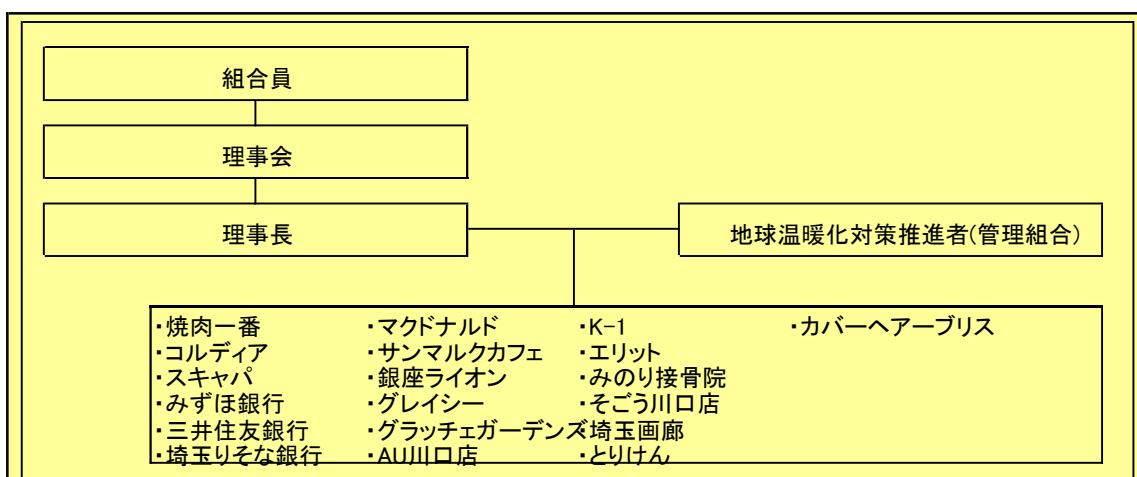 組合員
理事会
理事長
地球温暖化対策推進者(管理組合)
・焼肉一番 ・マクドナルド ・K-1 ・カバーヘアーブリス
・コルディア ・サンマルクカフェ ・エリット
・スキャパ ・銀座ライオン ・みのり接骨院
・みずほ銀行 ・グレイシー ・そごう川口店
・三井住友銀行 ・グラッチェガーデンズ ・埼玉画廊
・埼玉りそな銀行 ・AU川口店 ・とりけん